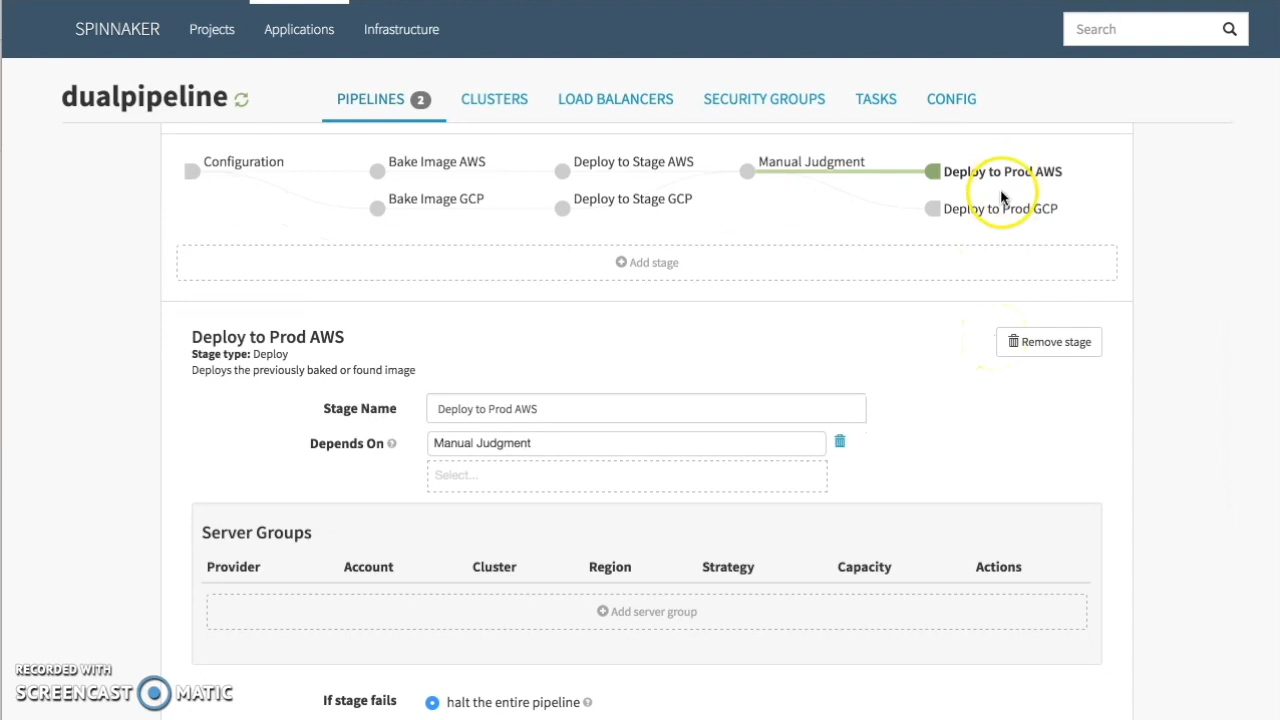 SPINNAKER Projects Applications Infrastructure Search
dualpipeline PIPELINES 2 CLUSTERS LOAD BALANCERS SECURITY GROUPS TASKS CONFIG
Configuration Bake Image AWS Deploy to Stage AWS Manual Judgment Deploy to Prod AWS
Bake Image GCP Deploy to Stage GCP Deploy to Prod GCP
Add stage
Deploy to Prod AWS
Stage type: Deploy
Remove stage
Deploys the previously baked or found image
Stage Name Deploy to Prod AWS
Depends On Manual Judgment
Select...
Server Groups
Provider Account Cluster Region Strategy Capacity Actions
Add server group
If stage fails halt the entire pipeline
RECORDED WITH
SCREENCAST MATIC